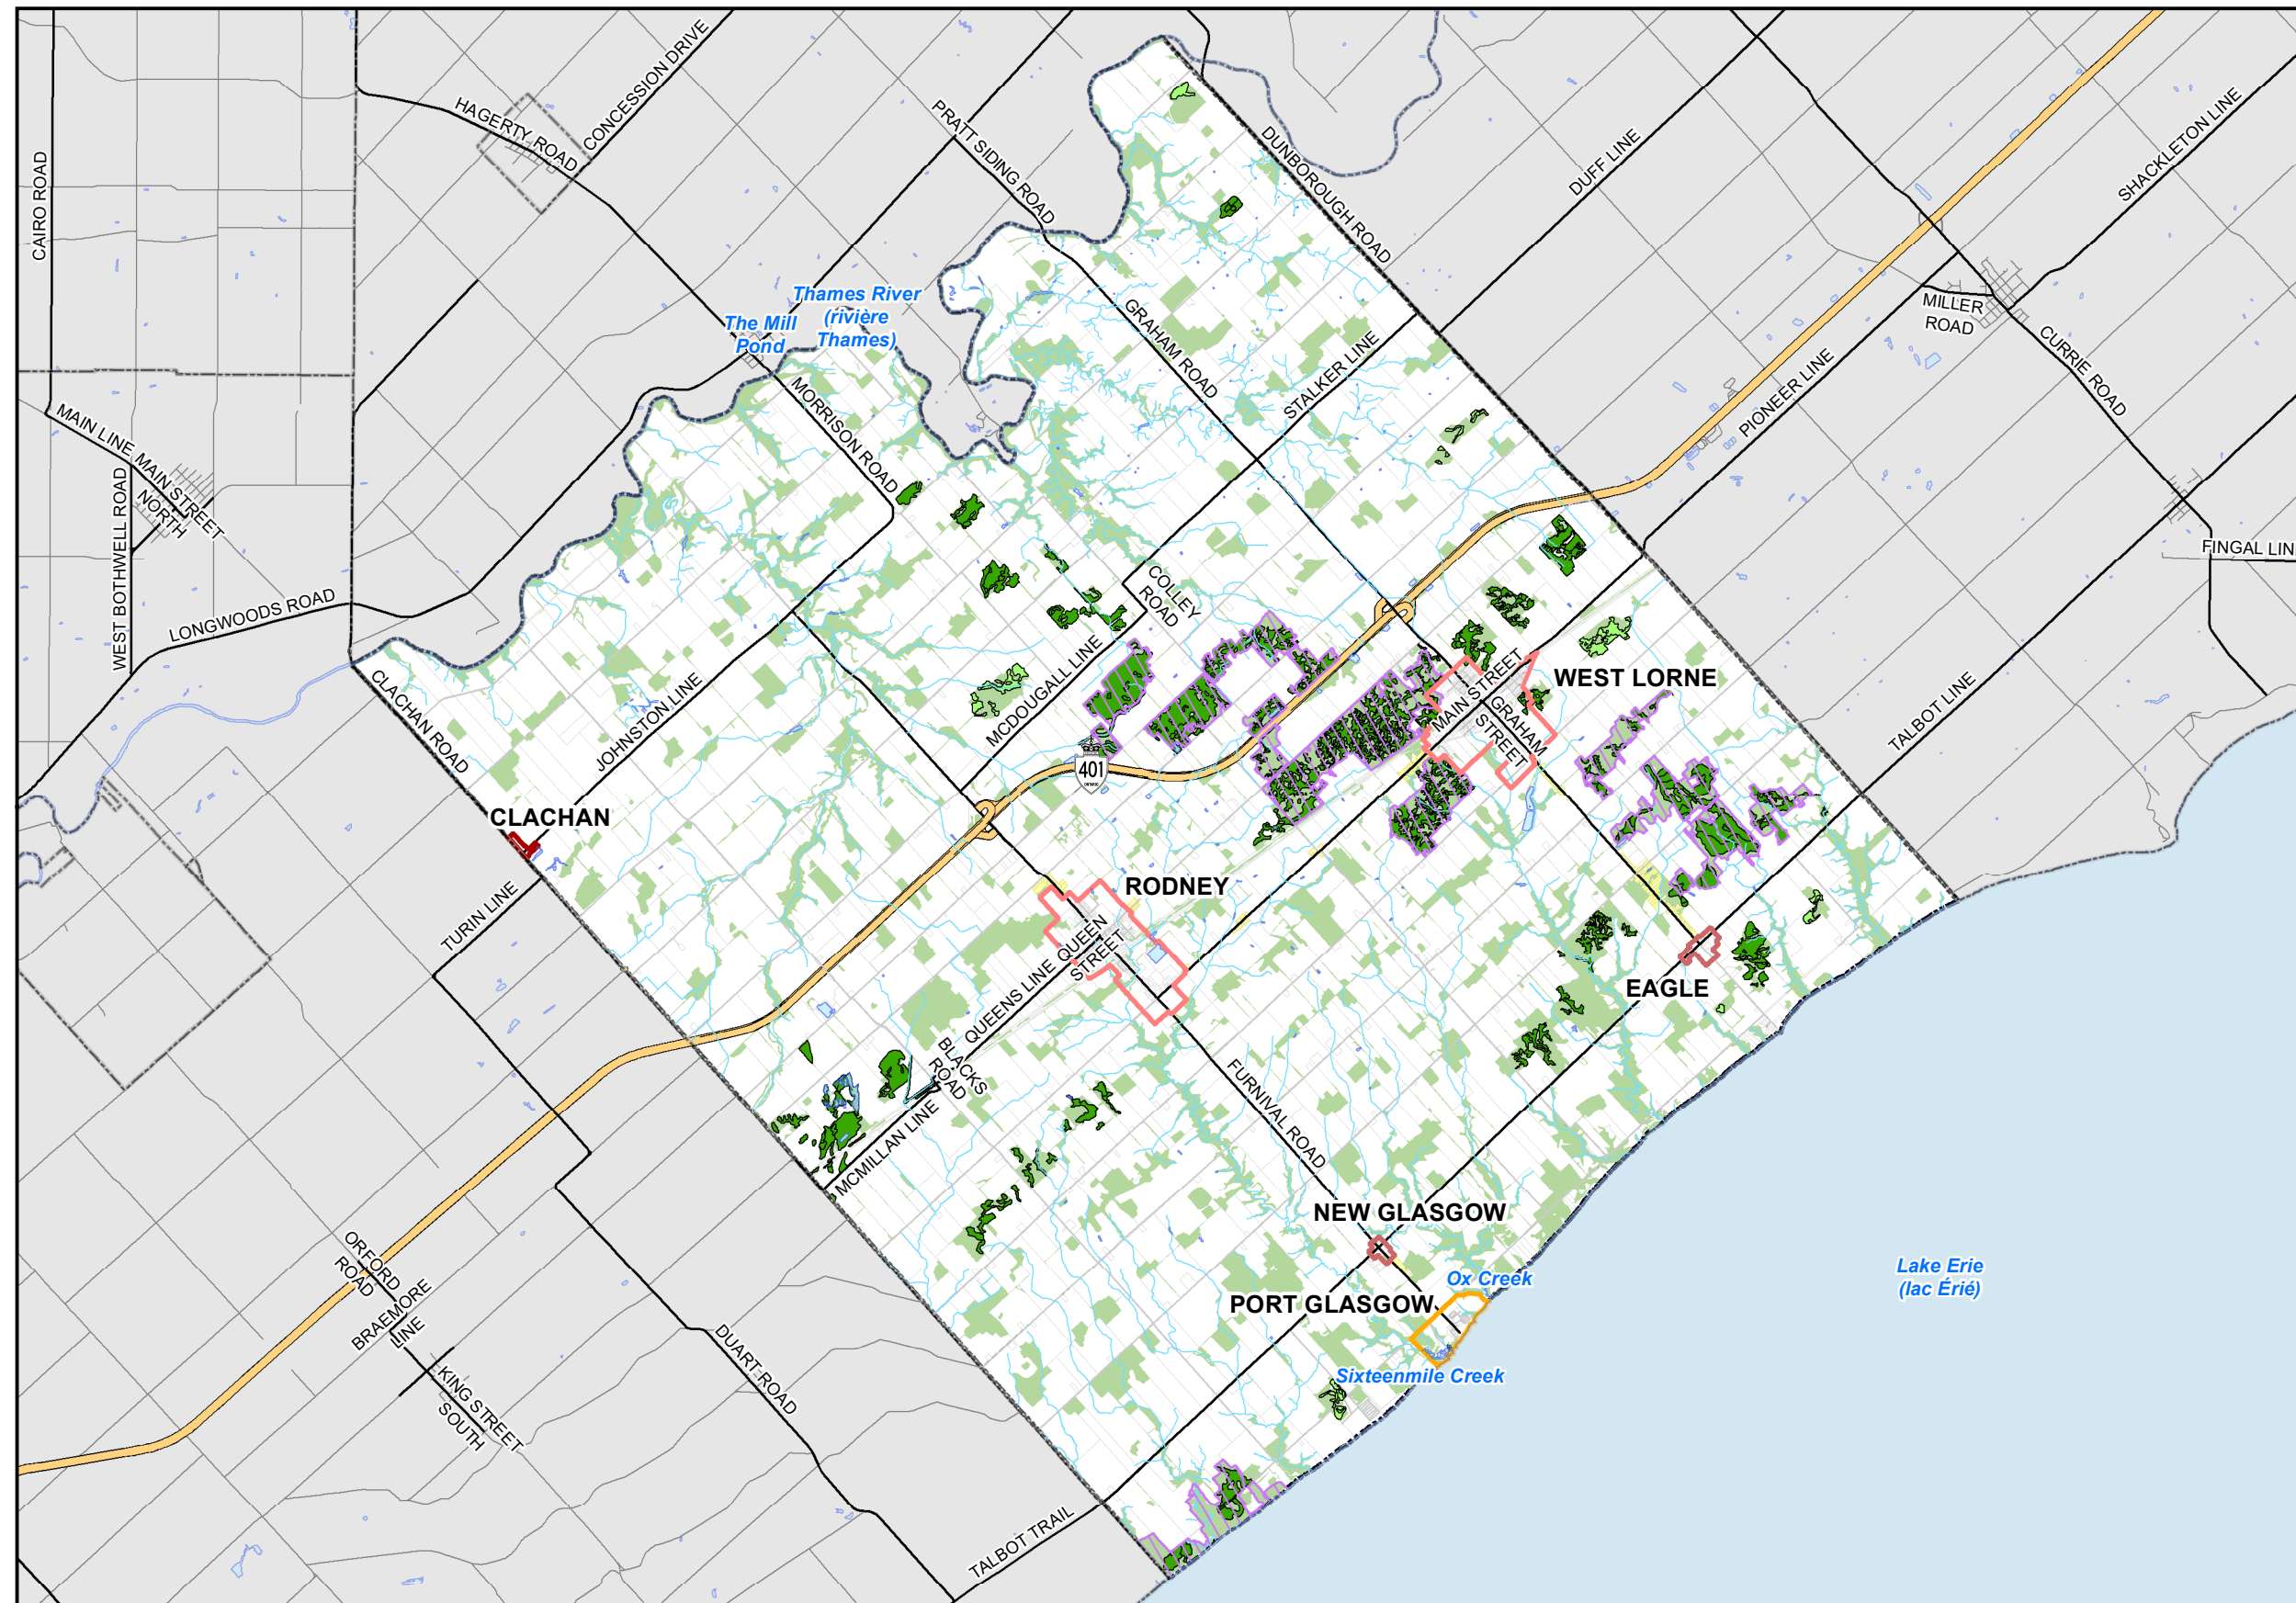 HAGERTY ROAD
CONCESSION DRIVE
PRATT SIDING ROAD
DUNBOROUGH ROAD
DUFF LINE
SHACKLETON LINE
CAIRO ROAD
Thames River
(rivière
Thames)
The Mill
Pond
GRAHAM ROAD
STALKER LINE
MILLER
ROAD
CURRIE ROAD
PIONEER LINE
MORRISON ROAD
MAIN LINE
MAIN STREET
NORTH
WEST BOTHWELL ROAD
LONGWOODS ROAD
FINGAL LIN
COLLEY
ROAD
MCDOUGALL LINE
CLACHAN ROAD
JOHNSTON LINE
WEST LORNE
MAIN STREET
GRAHAM
STREET
TALBOT LINE
401
ONTARIO
CLACHAN
TURIN LINE
RODNEY
QUEEN
STREET
QUEENS LINE
EAGLE
BLACKS
ROAD
MCMILLAN LINE
FURNIVAL ROAD
NEW GLASGOW
Ox Creek
PORT GLASGOW
Sixteenmile Creek
Lake Erie
(lac Érié)
ORFORD
ROAD
BRAEMORE
LINE
KING STREET
SOUTH
DUART ROAD
TALBOT TRAIL